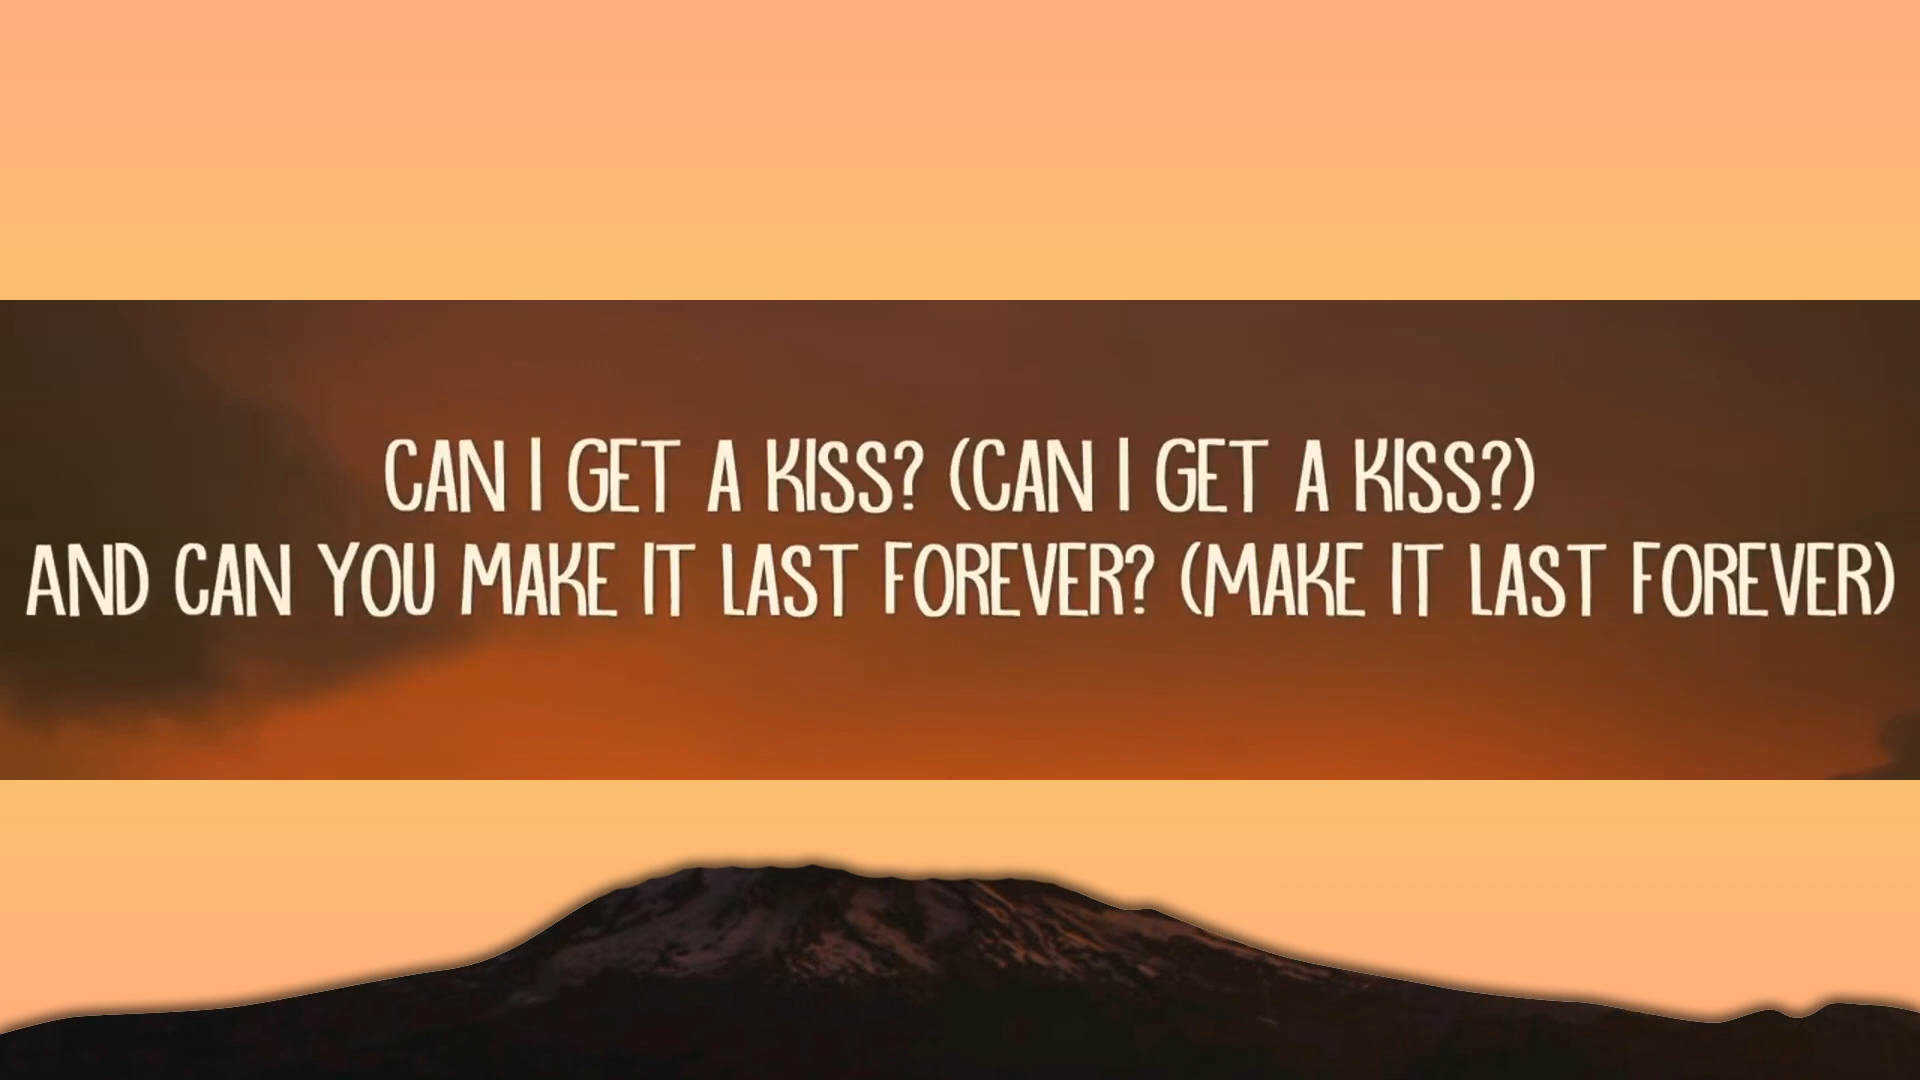 CAN I GET A KISS? (CAN I GET A KISS?)
AND CAN YOU MAKE IT LAST FOREVER? (MAKE IT LAST FOREVER)